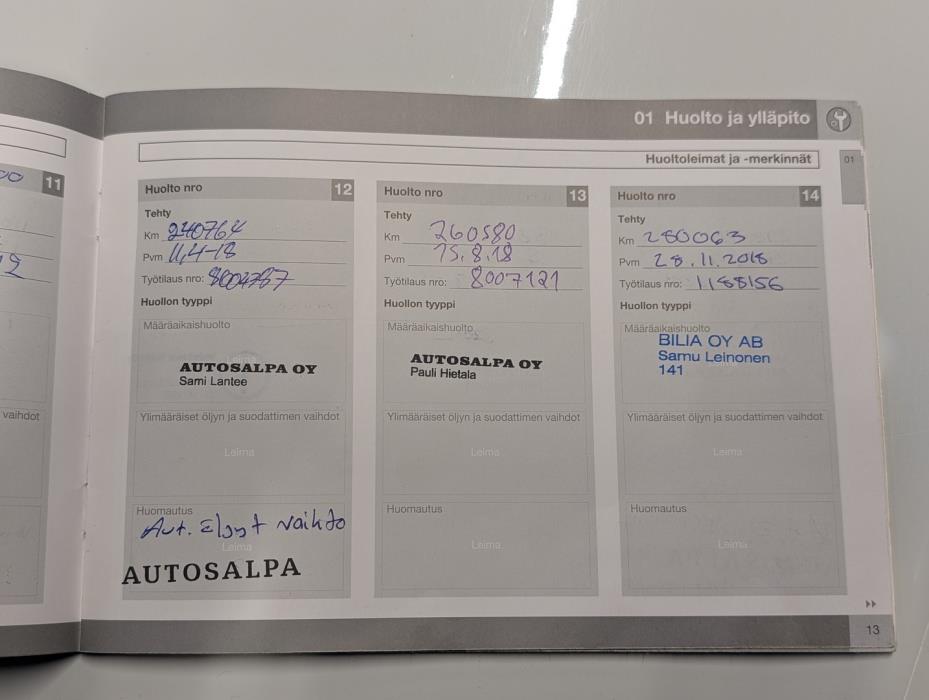 01 Huolto ja ylläpito
Huoltoleimat ja -merkinnät
01
11
vaihdot
Huolto nro 12
Tehty
Km 240764
Pvm 11,4-18
Työtilaus nro:
Huollon tyyppi
Määräaikaishuolto
Leima
AUTOSALPA OY
Sami Lantee
Ylimääräiset öljyn ja suodattimen vaihdot
Leima
Huomautus
Aut. vaihto
Leima
AUTOSALPA
Huolto nro 13
Tehty
Km 260580
Pvm 15.8.18
Työtilaus nro: 8007121
Huollon tyyppi
Määräaikaishuolto
AUTOSALPA OY
Pauli Hietala
Ylimääräiset öljyn ja suodattimen vaihdot
Leima
Huomautus
Leima
Huolto nro 14
Tehty
Km 280063
Pvm 28.11.2018
Työtilaus nro: 1188156
Huollon tyyppi
Määräaikaishuolto
BILIA OY AB
Samu Leinonen
141
Ylimääräiset öljyn ja suodattimen vaihdot
Leima
Huomautus
Leima
13